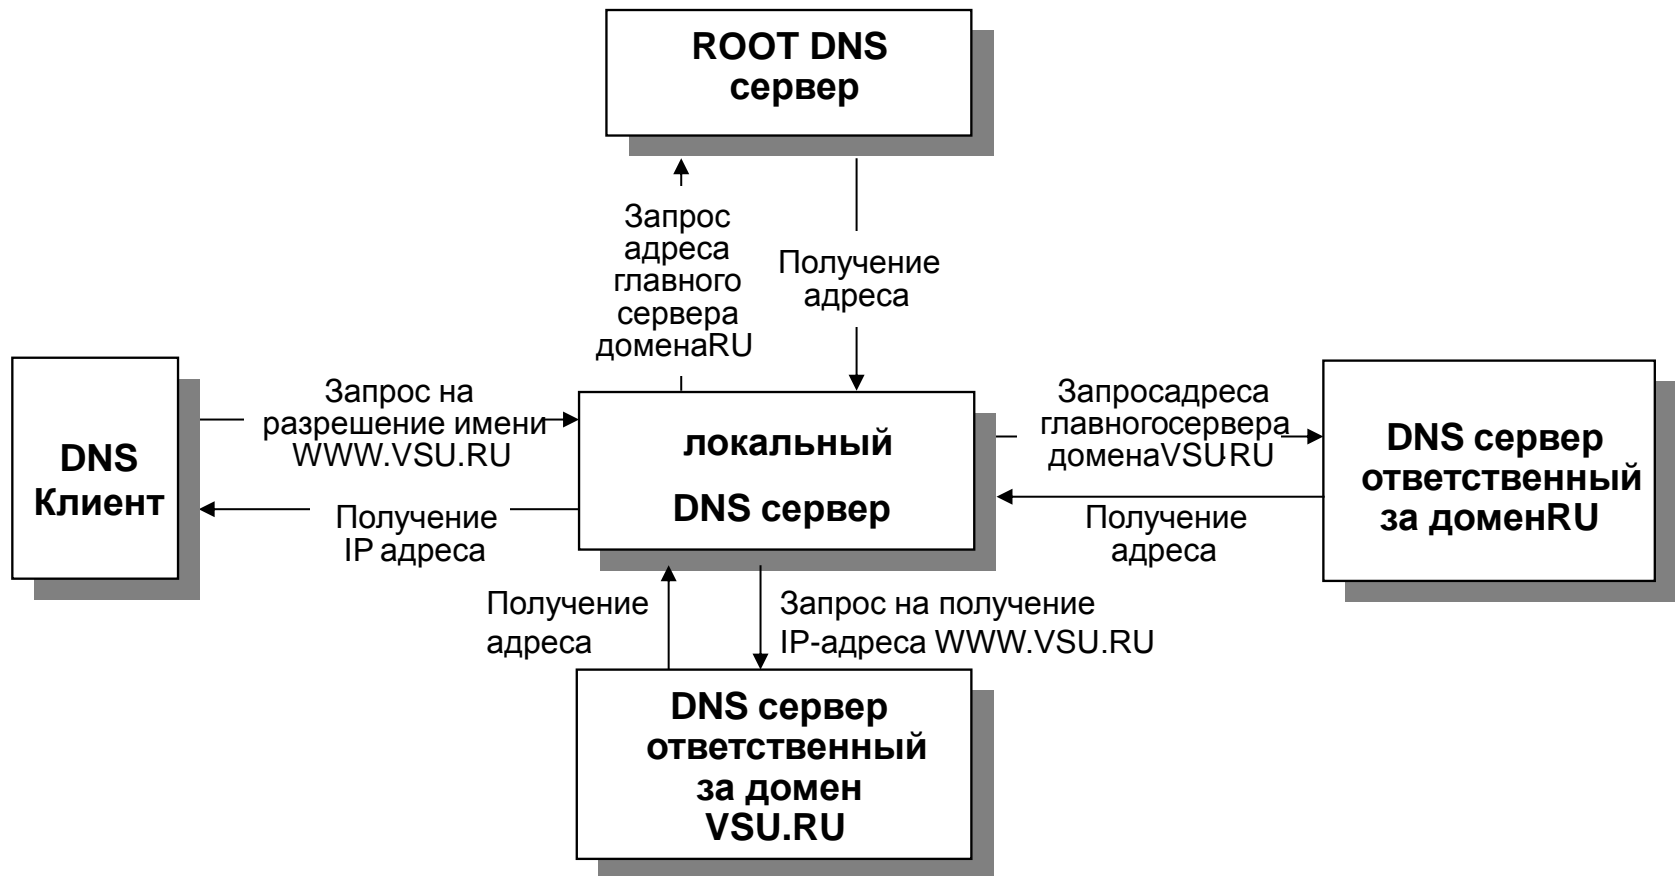 ROOT DNS
сервер
Запрос
адреса
главного
сервера
доменаRU
Получение
адреса
DNS
Клиент
Запрос на
разрешение имени
WWW.VSU.RU
Получение
IP адреса
локальный
DNS сервер
Запросадреса
главногосервера
доменаVSU.RU
Получение
адреса
DNS сервер
ответственный
за доменRU
Получение
адреса
Запрос на получение
IP-адреса WWW.VSU.RU
DNS сервер
ответственный
за домен
VSU.RU